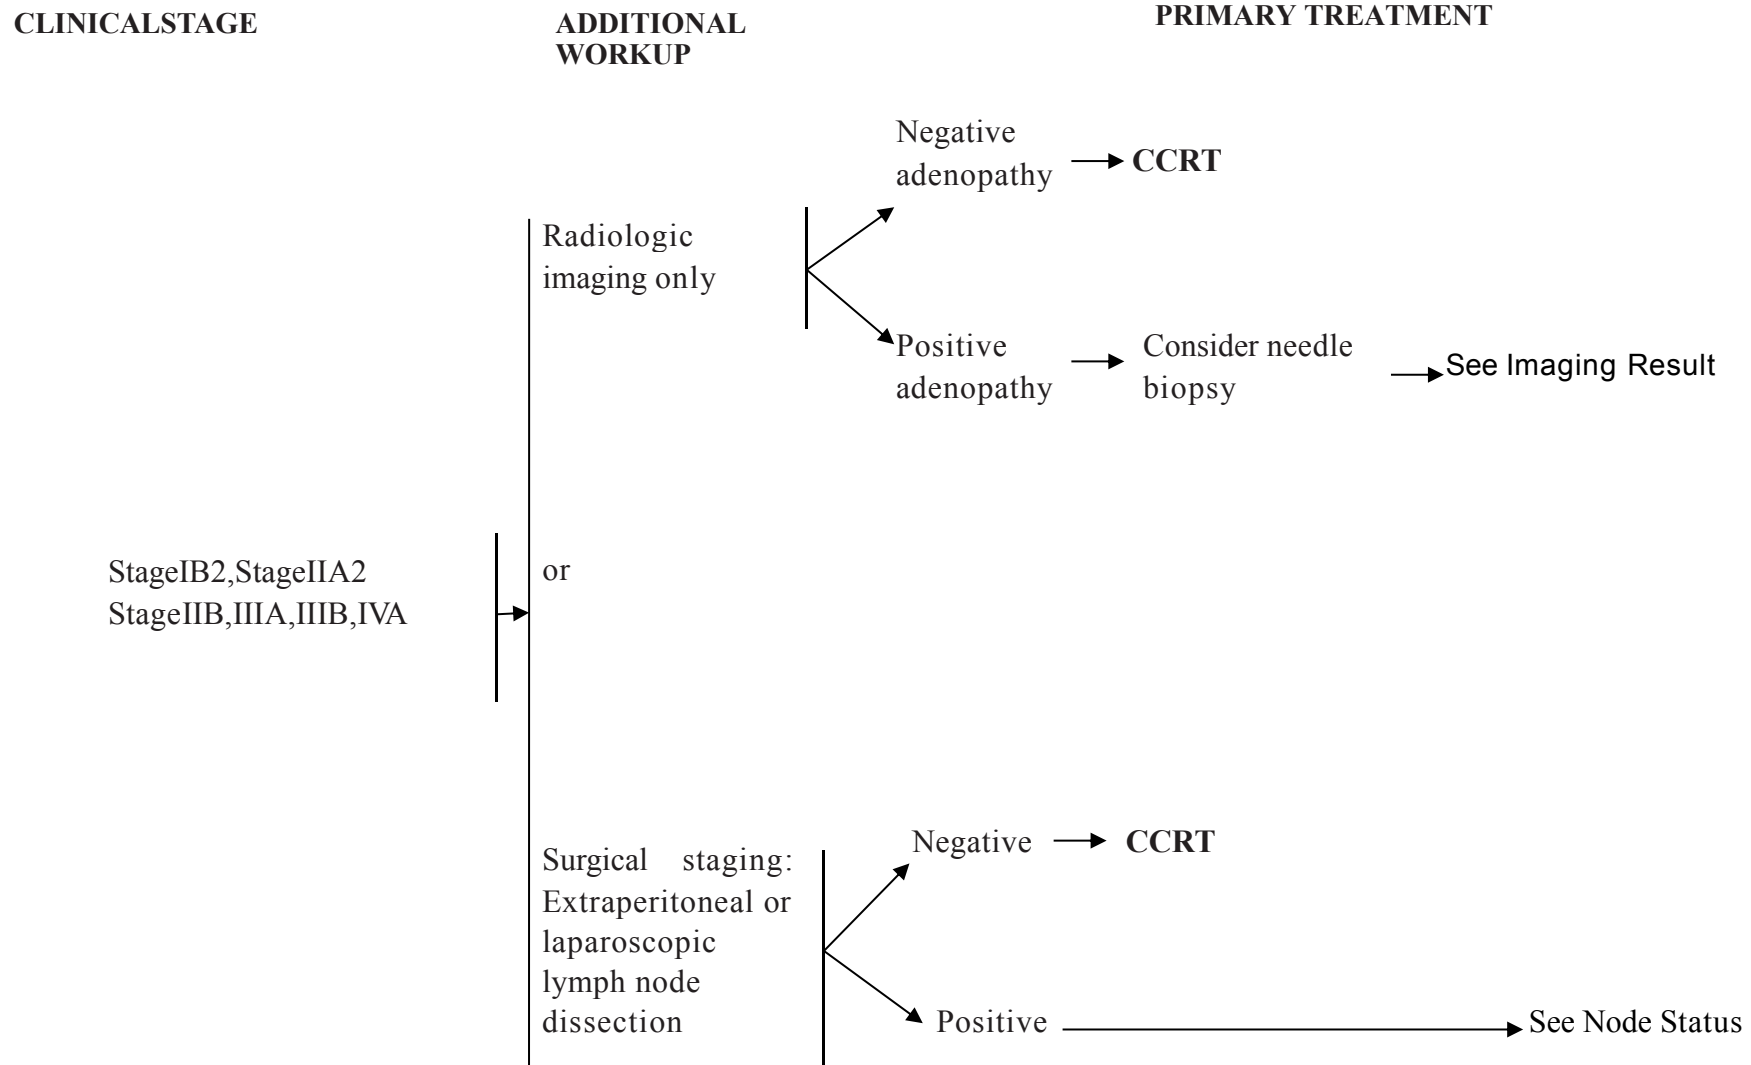 CLINICALSTAGE
ADDITIONAL
WORKUP
PRIMARY TREATMENT
Negative
adenopathy
CCRT
Radiologic
imaging only
Positive
adenopathy
Consider needle
biopsy
See Imaging Result
StageIB2,StageIIA2
StageIIB,IIIA,IIIB,IVA
or
Surgical staging:
Extraperitoneal or
laparoscopic
lymph node
dissection
Negative
CCRT
Positive
See Node Status